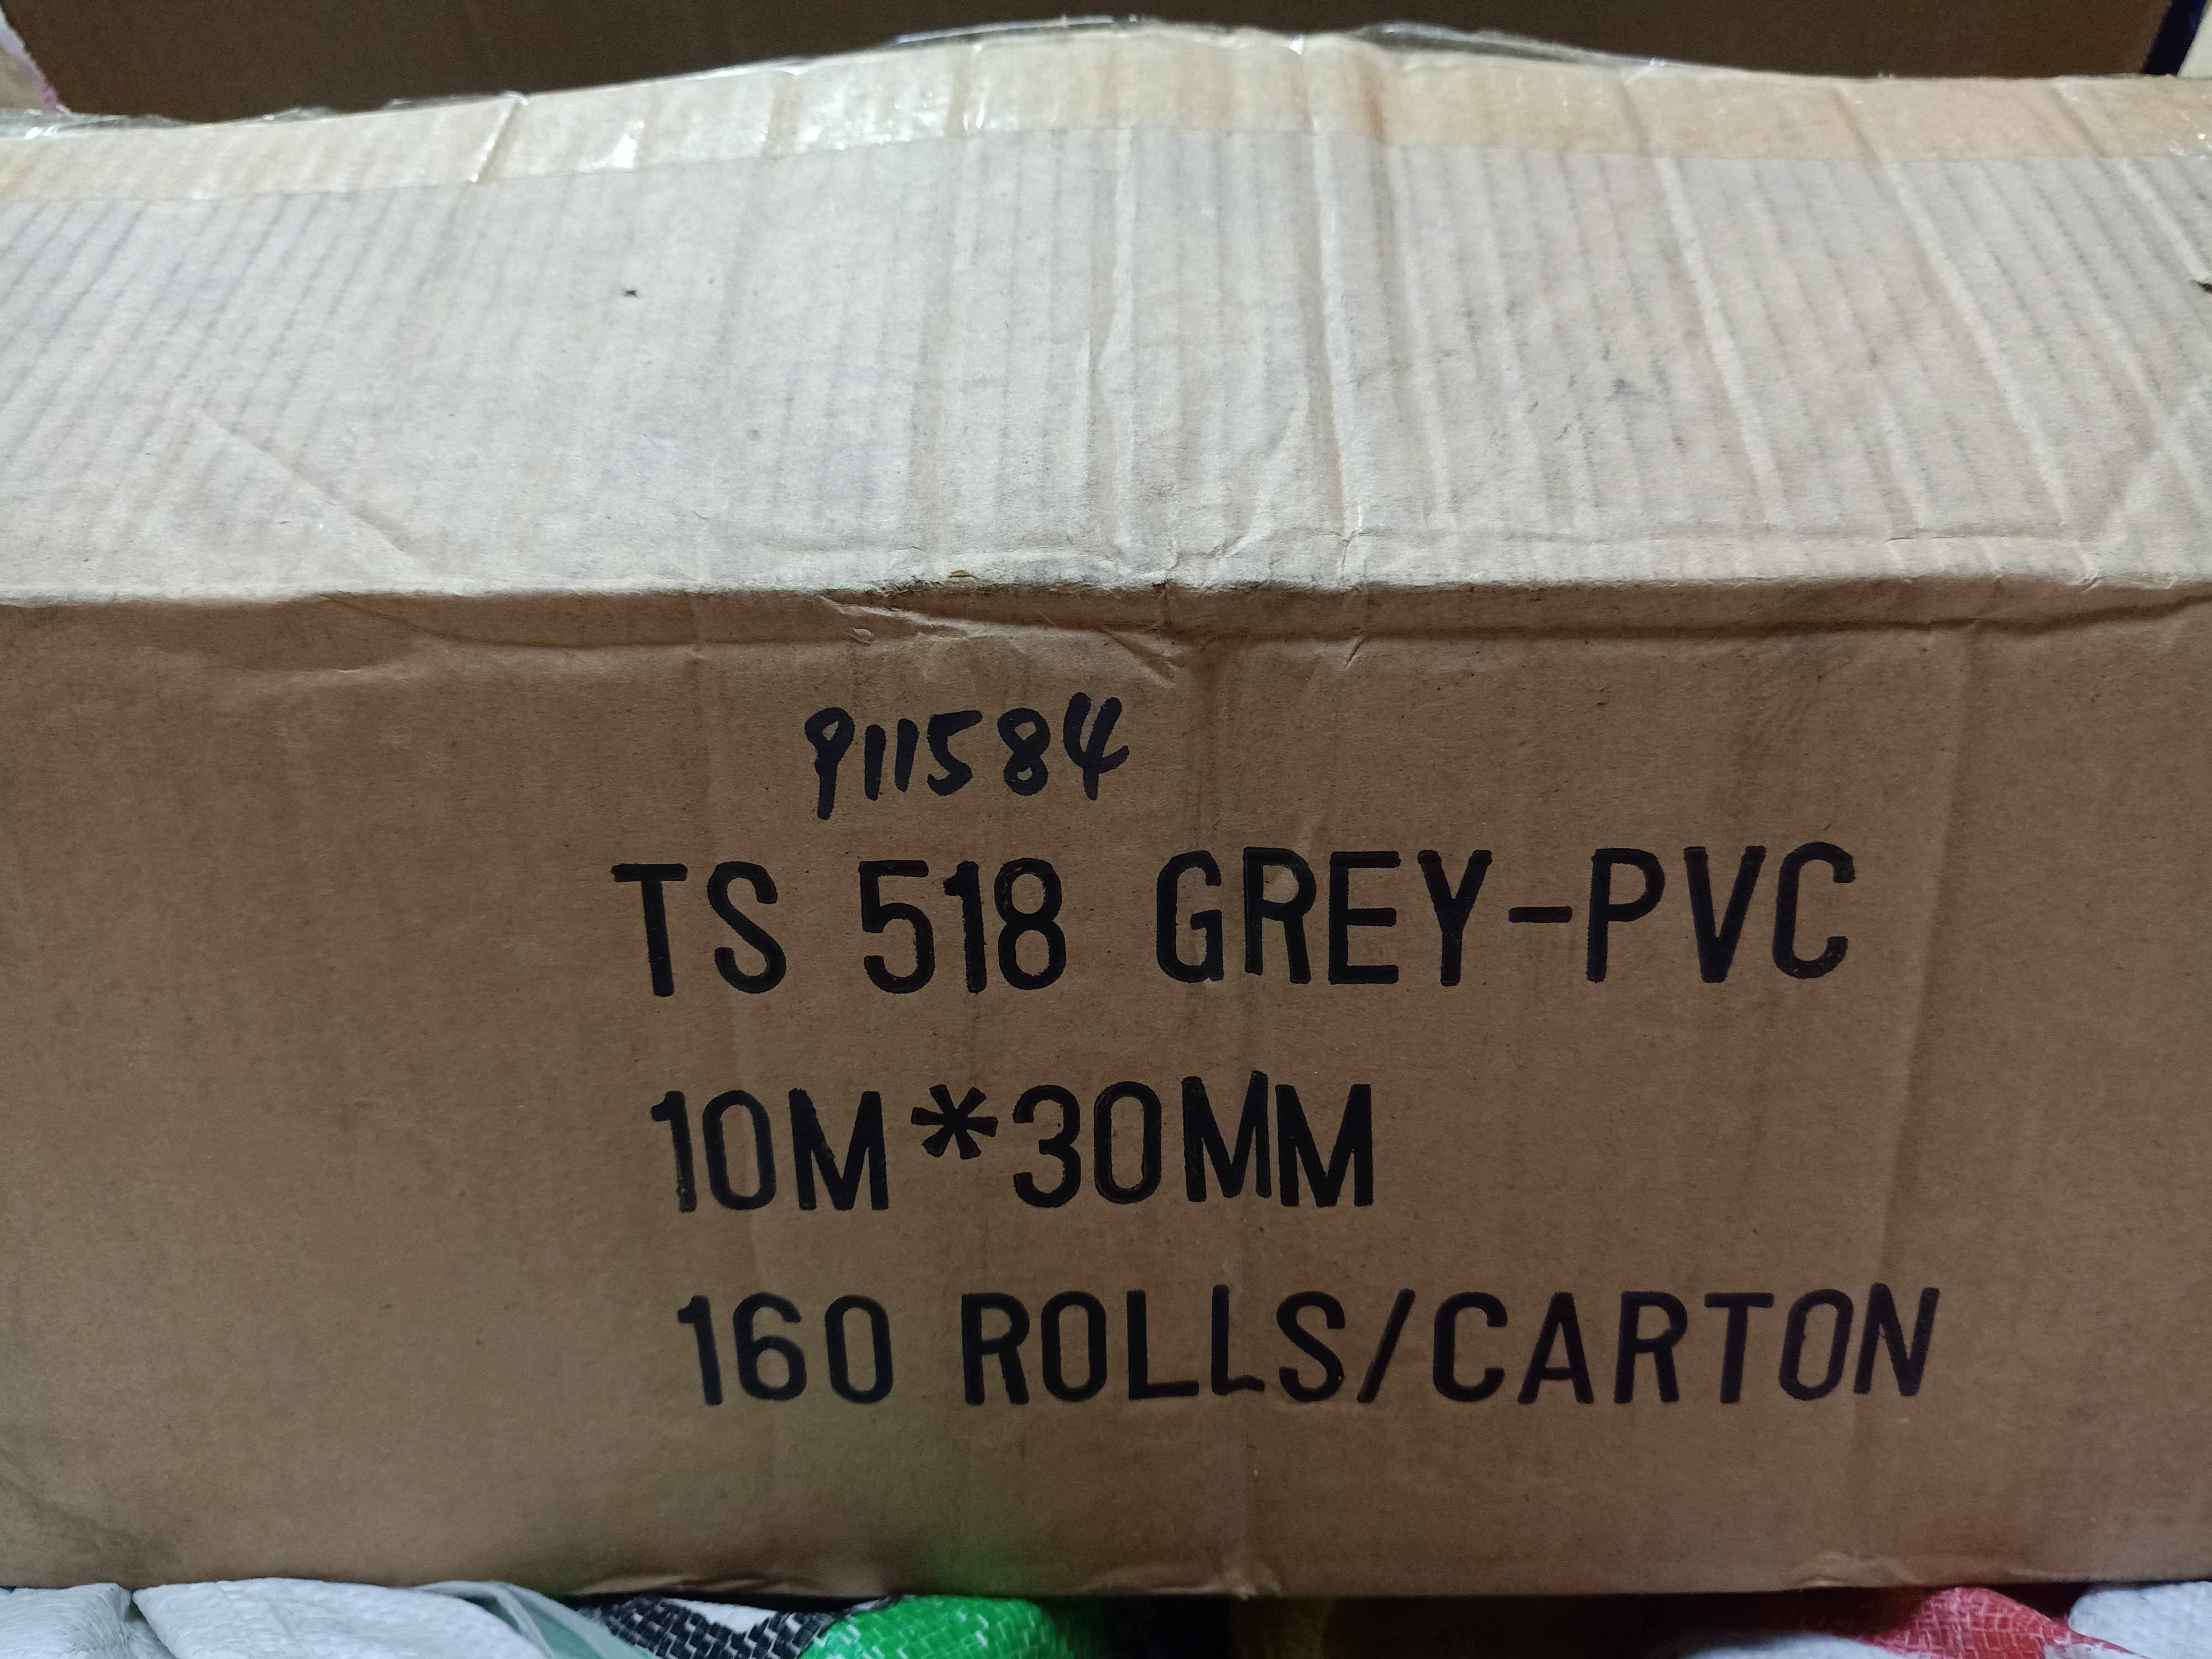 911584
TS 518 GREY-PVC
10M*30MM
160 ROLLS/CARTON